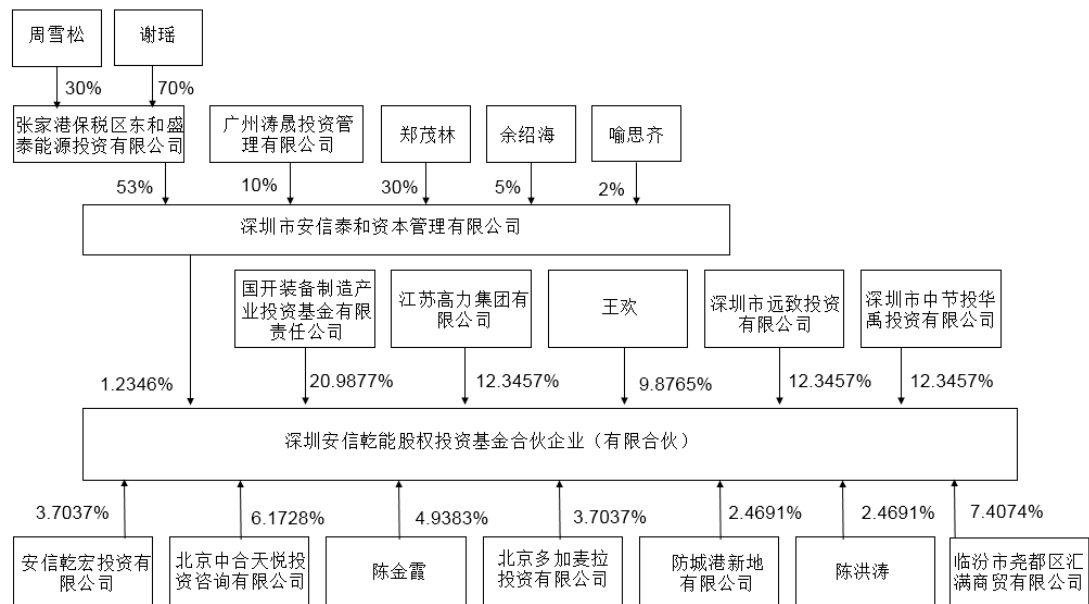 周雪松
谢瑶
30%
70%
张家港保税区东和盛
泰能源投资有限公司
广州涛晟投资管
理有限公司
郑茂林
余绍海
喻思齐
53%
10%
30%
5%
2%
深圳市安信泰和资本管理有限公司
国开装备制造产
业投资基金有限
责任公司
江苏高力集团有
限公司
王欢
深圳市远致投资
有限公司
深圳市中节投华
禹投资有限公司
1.2346%
20.9877%
12.3457%
9.8765%
12.3457%
12.3457%
深圳安信乾能股权投资基金合伙企业（有限合伙）
3.7037%
6.1728%
4.9383%
3.7037%
2.4691%
2.4691%
7.4074%
安信乾宏投资有
限公司
北京中合天悦投
资咨询有限公司
陈金霞
北京多加麦拉
投资有限公司
防城港新地
有限公司
陈洪涛
临汾市尧都区汇
满商贸有限公司